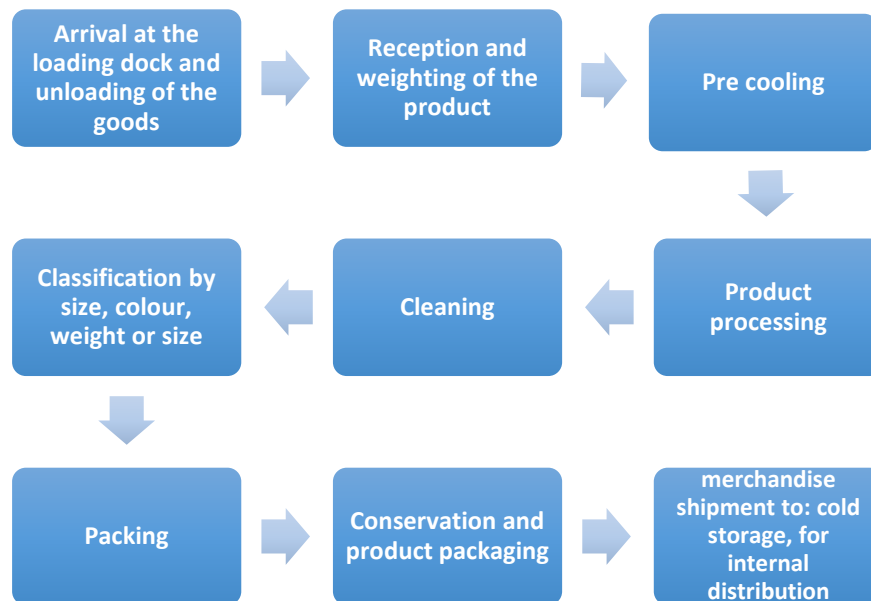 Arrival at the
loading dock and
unloading of the
goods
Reception and
weighting of the
product
Pre cooling
Product
processing
Cleaning
Classification by
size, colour,
weight or size
Packing
Conservation and
product packaging
merchandise
shipment to: cold
storage, for
internal
distribution